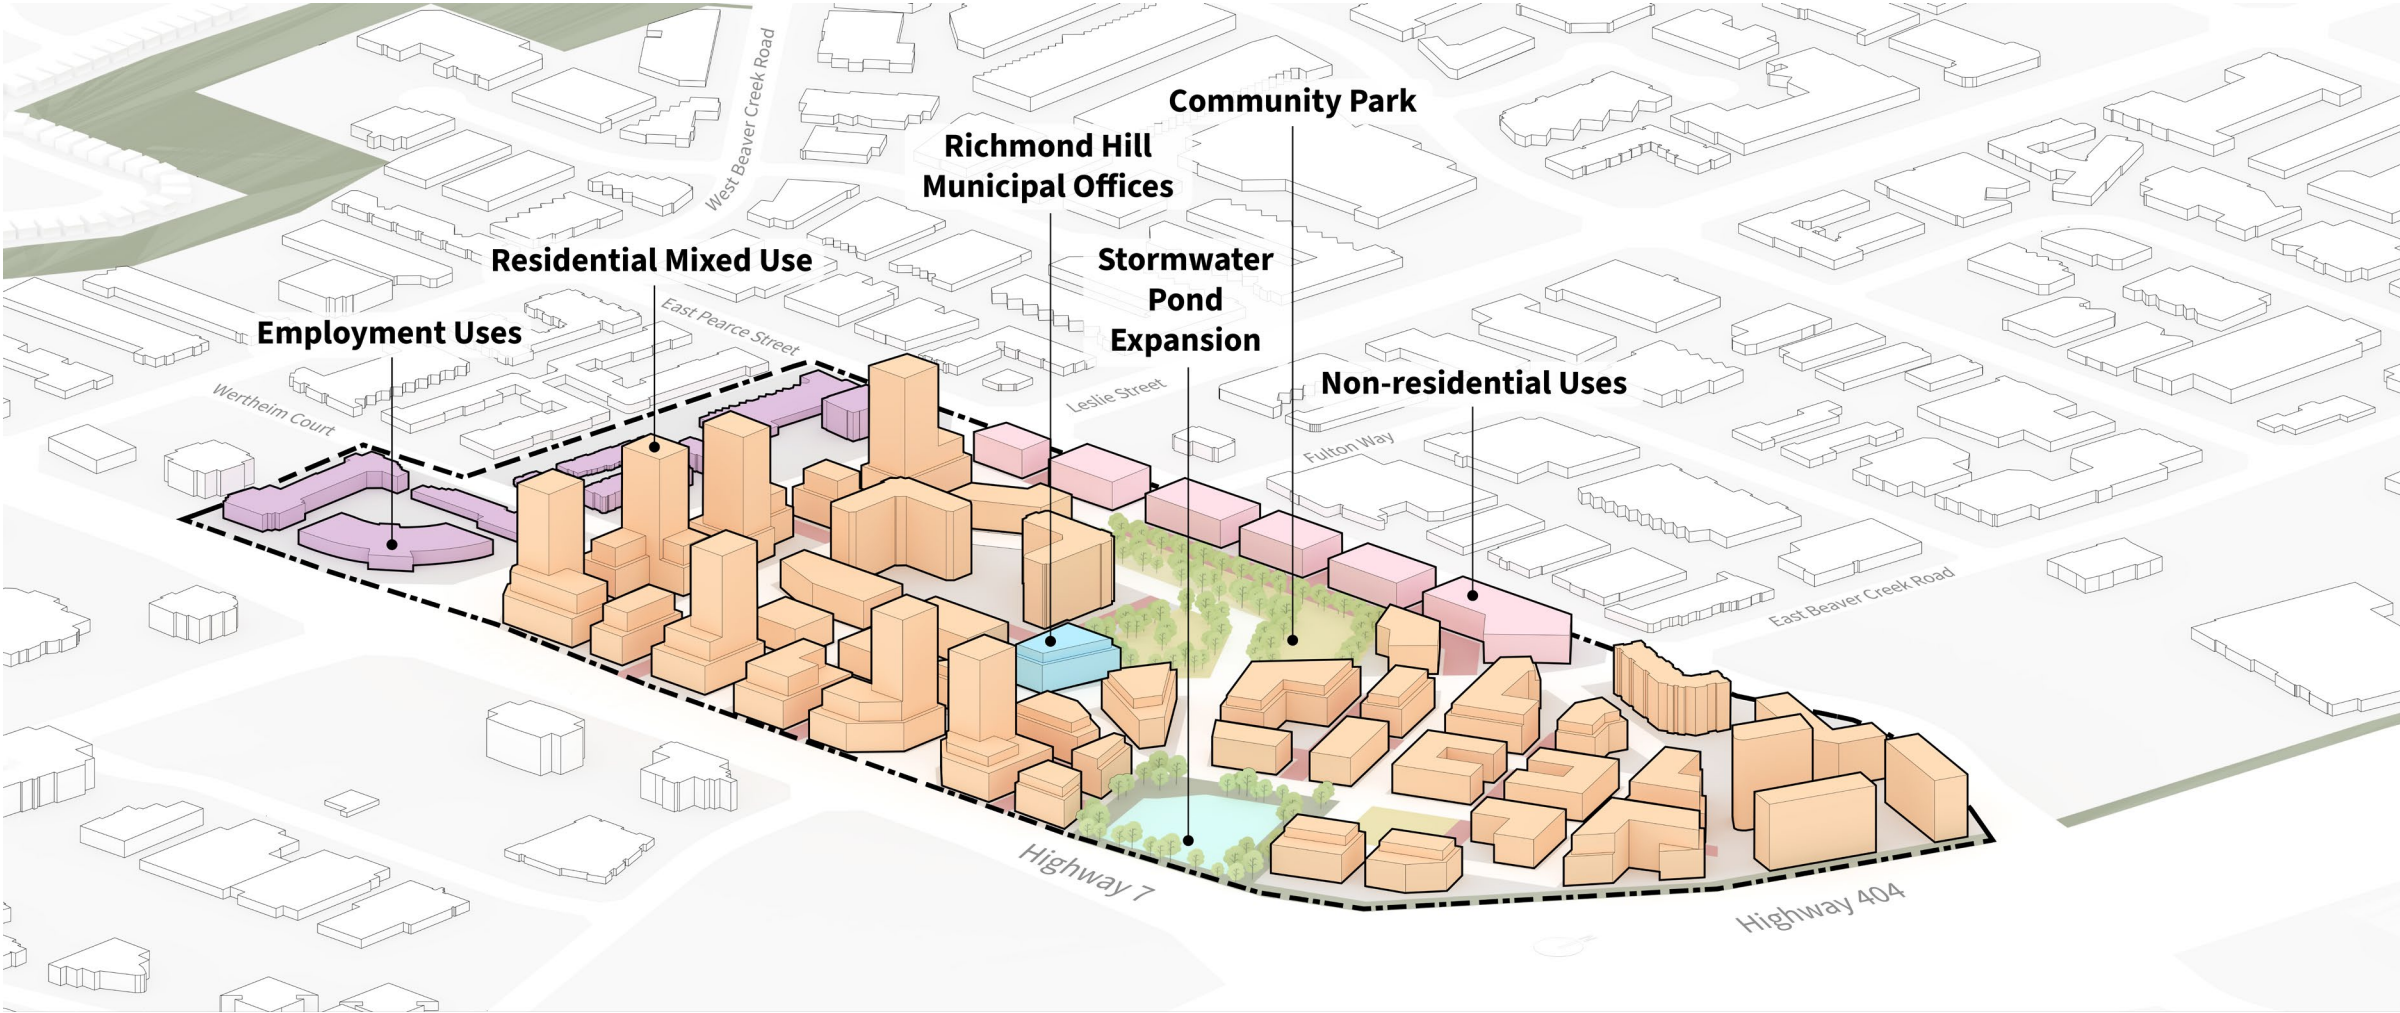 West Beaver Creek Road
Community Park
Richmond Hill
Municipal Offices
Residential Mixed Use
Stormwater
Pond
Expansion
Employment Uses
East Pearce Street
Non-residential Uses
Wertheim Court
Leslie Street
Fulton Way
East Beaver Creek Road
Highway 7
Highway 404